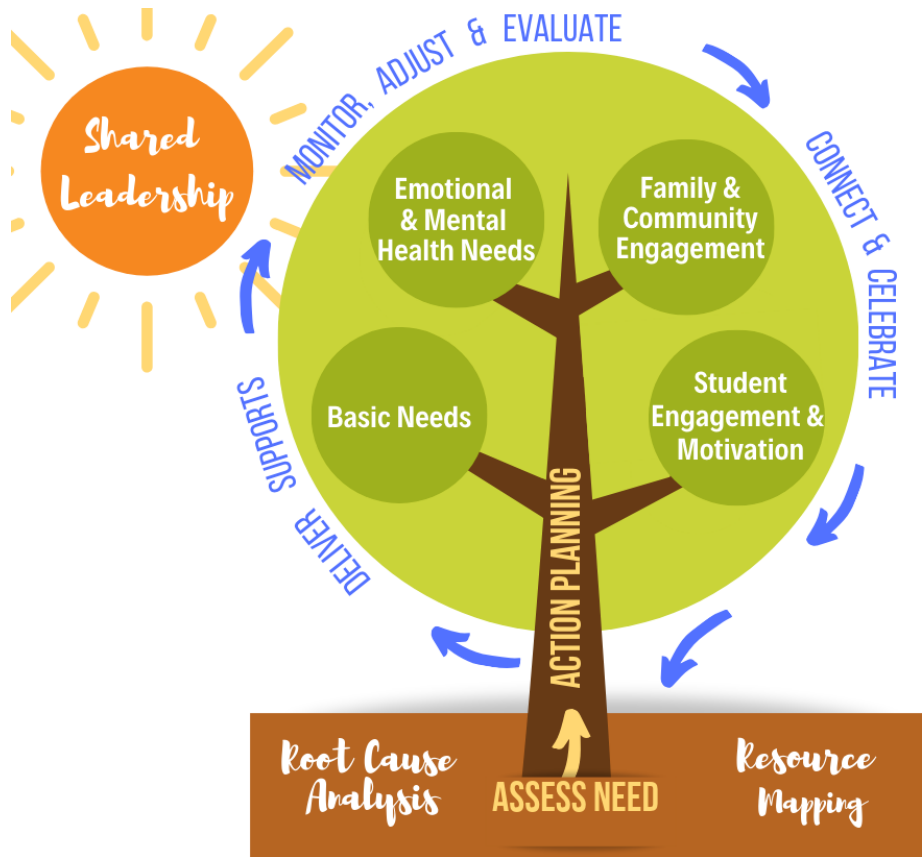 Shared
Leadership
MONITOR, ADJUST & EVALUATE
CONNECT & CELEBRATE
DELIVER SUPPORTS
Emotional
& Mental
Health Needs
Family &
Community
Engagement
Basic Needs
Student
Engagement &
Motivation
ACTION PLANNING
Root Cause
Analysis
ASSESS NEED
Resource
Mapping